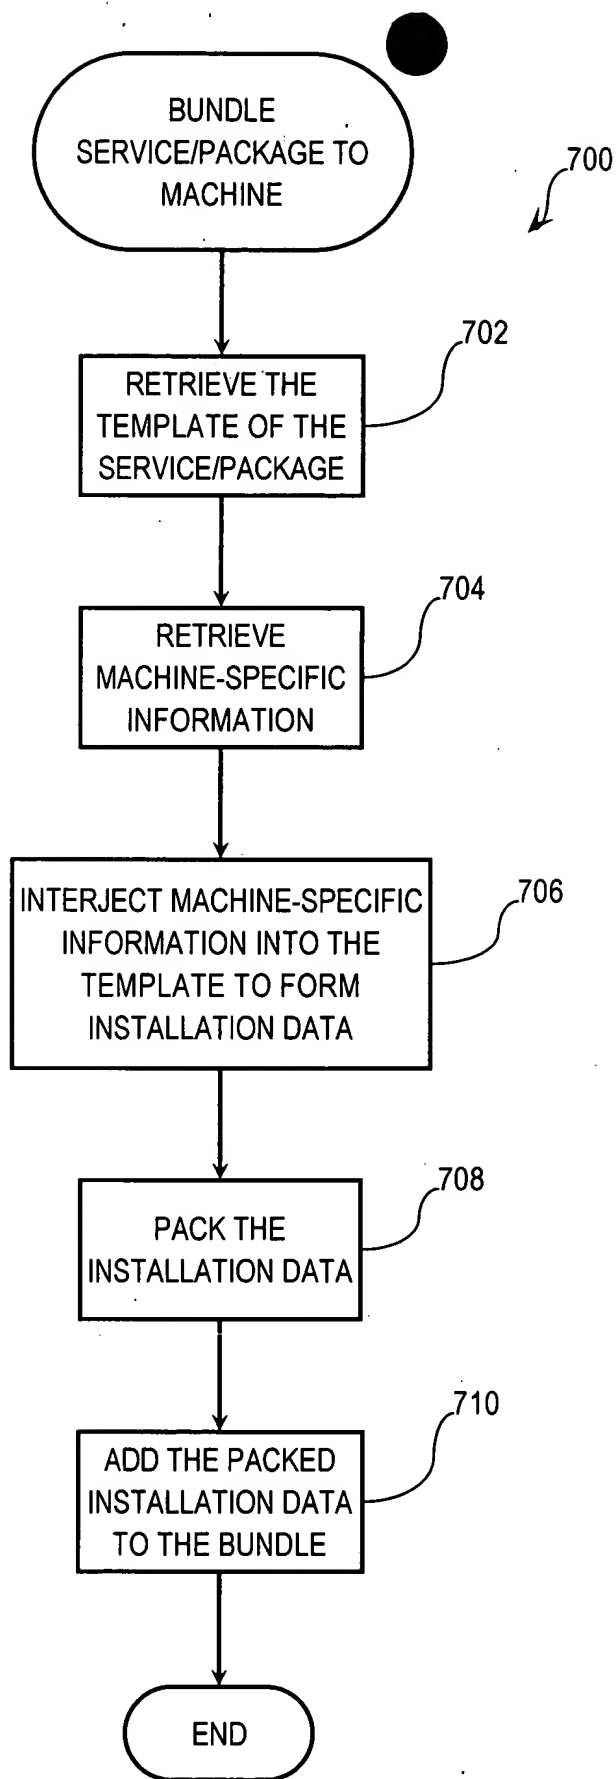 BUNDLE
SERVICE/PACKAGE TO
MACHINE
700
702
RETRIEVE THE
TEMPLATE OF THE
SERVICE/PACKAGE
704
RETRIEVE
MACHINE-SPECIFIC
INFORMATION
706
INTERJECT MACHINE-SPECIFIC
INFORMATION INTO THE
TEMPLATE TO FORM
INSTALLATION DATA
708
PACK THE
INSTALLATION DATA
710
ADD THE PACKED
INSTALLATION DATA
TO THE BUNDLE
END